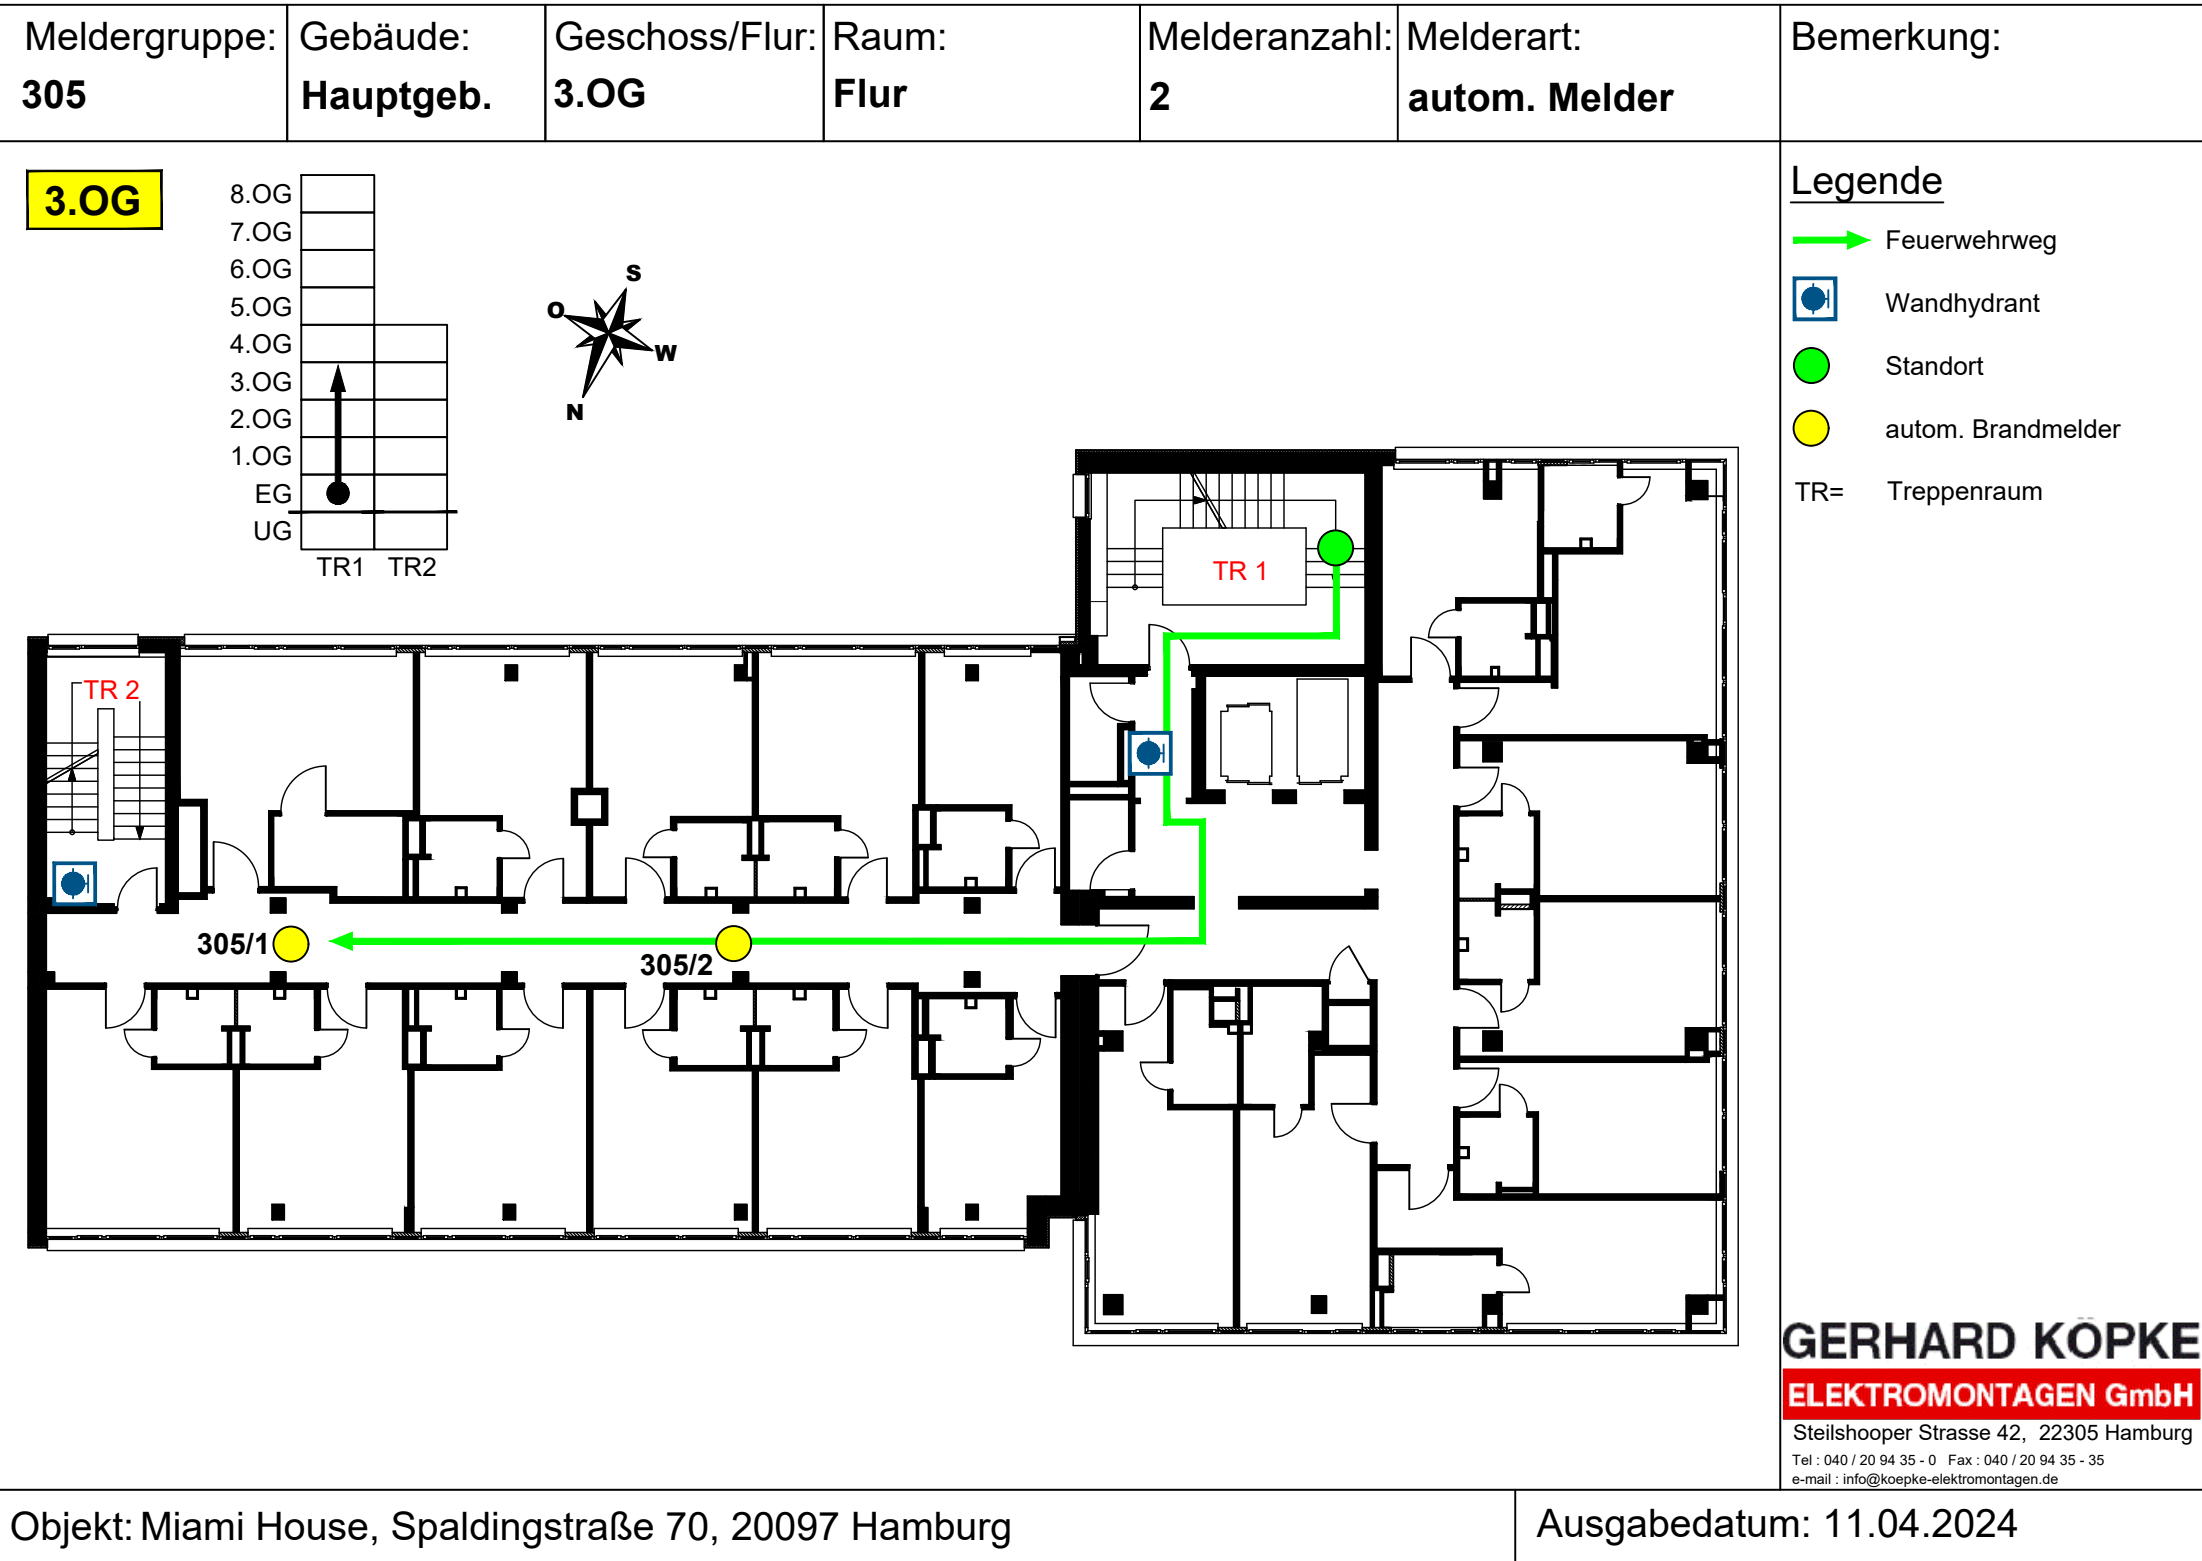 Meldergruppe: Gebäude: Geschoss/Flur: Raum: Melderanzahl: Melderart: Bemerkung:
305 Hauptgeb. 3.OG Flur 2 autom. Melder
3.OG
8.OG
7.OG
6.OG
5.OG
4.OG
3.OG
2.OG
1.OG
EG
UG
TR1 TR2
S
O
W
N
Legende
Feuerwehrweg
Wandhydrant
Standort
autom. Brandmelder
TR= Treppenraum
TR 1
TR 2
305/1
305/2
GERHARD KÖPKE
ELEKTROMONTAGEN GmbH
Steilshooper Strasse 42, 22305 Hamburg
Tel : 040 / 20 94 35 - 0 Fax : 040 / 20 94 35 - 35
e-mail : info@koepke-elektromontagen.de
Objekt: Miami House, Spaldingstraße 70, 20097 Hamburg
Ausgabedatum: 11.04.2024